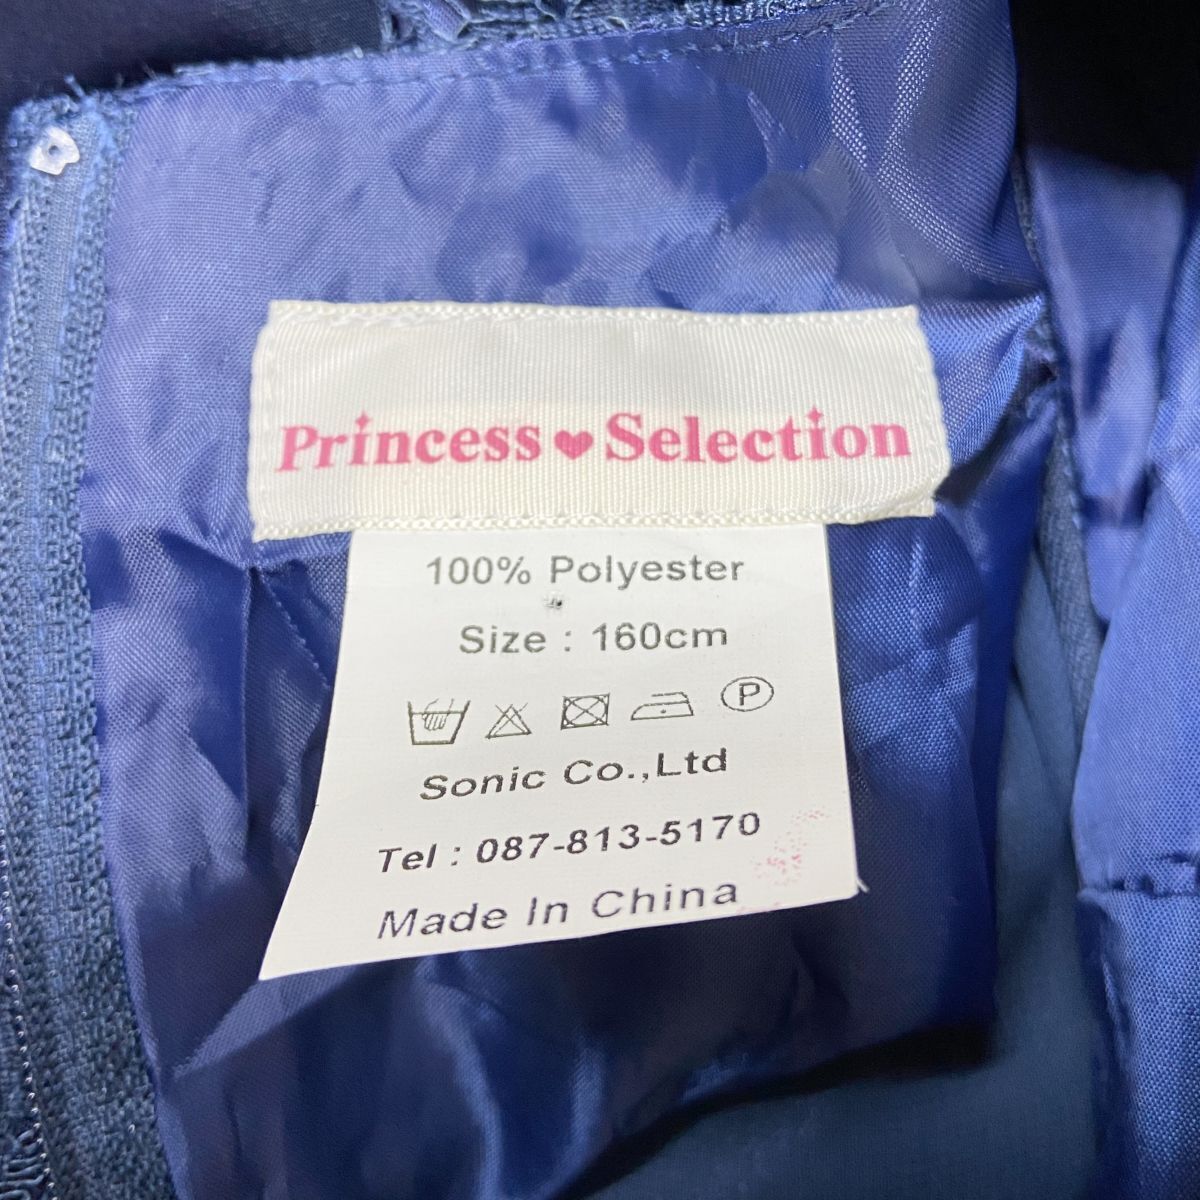 Princess♥Selection
100% Polyester
Size : 160cm
P
Sonic Co.,Ltd
Tel : 087-813-5170
Made In China